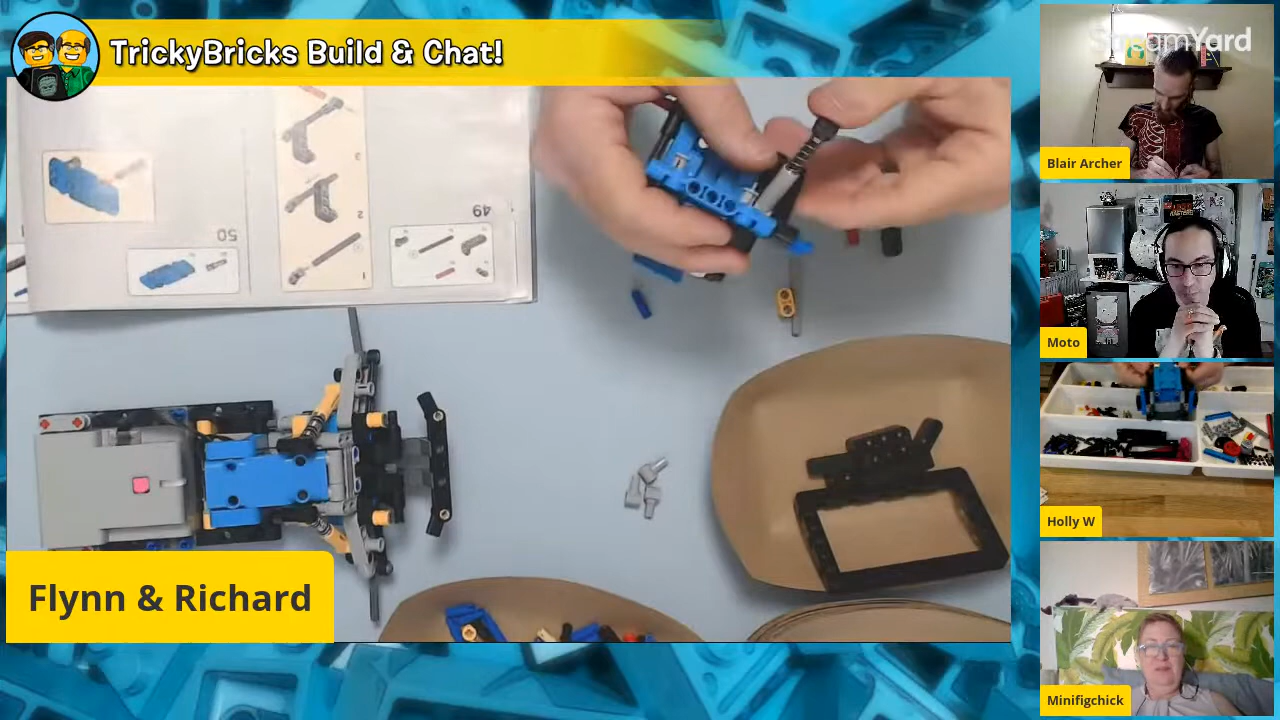 TrickyBricks Build & Chat!
StreamYard
Blair Archer
3
2
49
50
1
Moto
Holly W
Flynn & Richard
Minifigchick